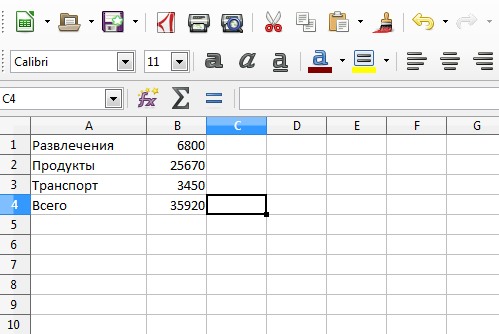 Calibri 11
a a a a
C4
A B C D E F G
1 Развлечения 6800
2 Продукты 25670
3 Транспорт 3450
4 Всего 35920
5
6
7
8
9
10